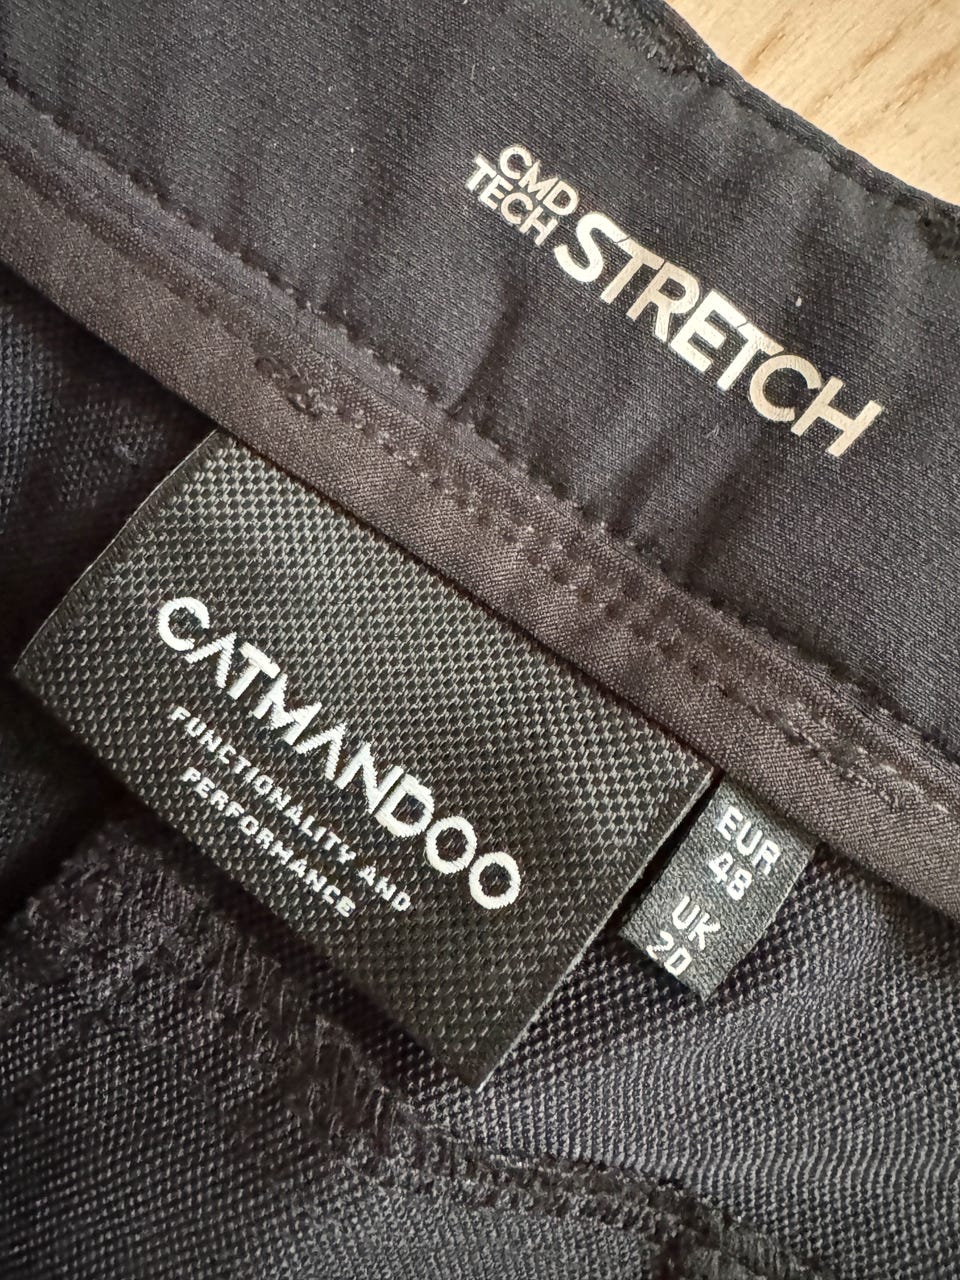 CMD
TECH STRETCH
CATMANDOO
FUNCTIONALITY AND
PERFORMANCE
EUR
48
UK
20